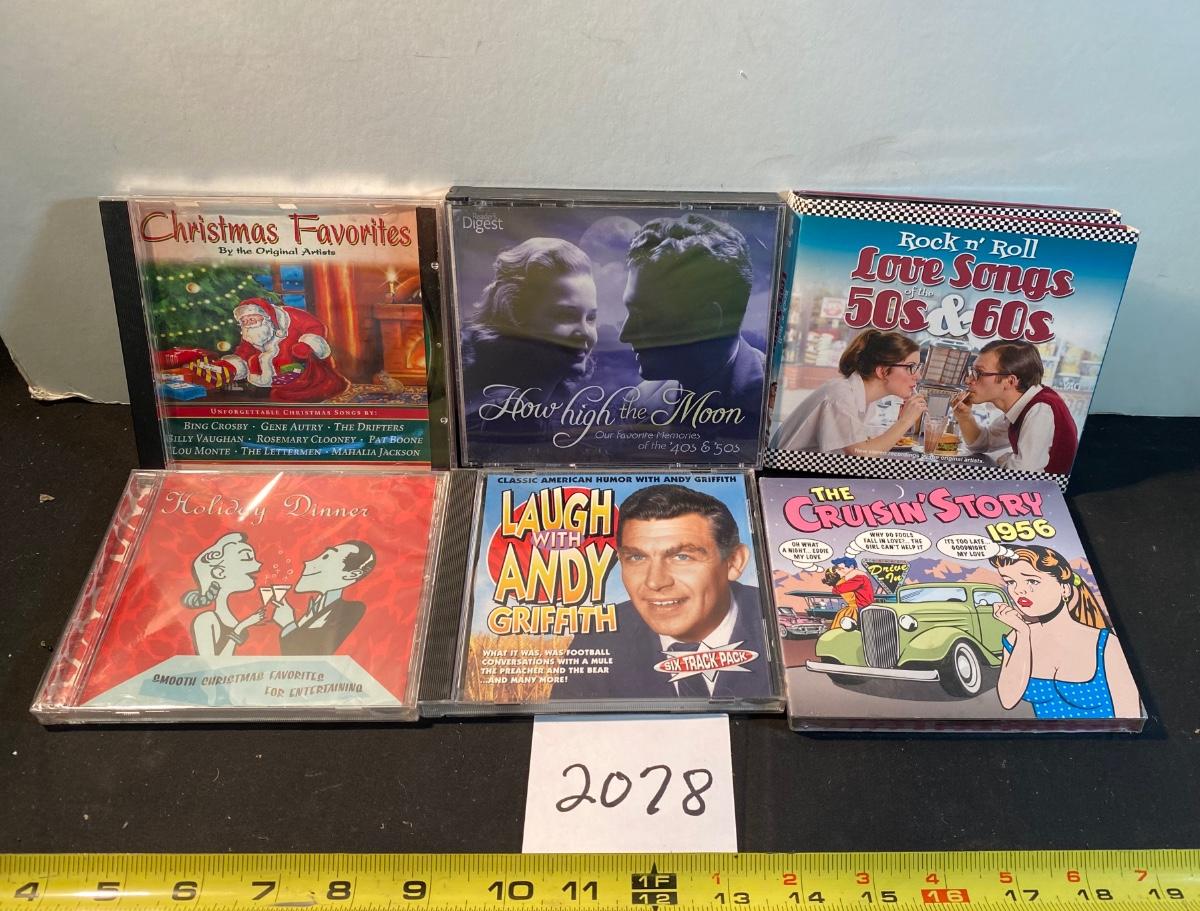 Christmas Favorites
By the Original Artists
Unforgettable Christmas Songs by:
Bing Crosby · Gene Autry · The Drifters
Billy Vaughan · Rosemary Clooney · Pat Boone
Lou Monte · The Lettermen · Mahalia Jackson
Reader's
Digest
How high the Moon
Our Favorite Memories
of the '40s & '50s
Rock n' Roll
Love Songs
of the
50s & 60s
recordings by the original artists.
Holiday Dinner
SMOOTH CHRISTMAS FAVORITES
FOR ENTERTAINING
CLASSIC AMERICAN HUMOR WITH ANDY GRIFFITH
LAUGH
WITH
ANDY
GRIFFITH
WHAT IT WAS, WAS FOOTBALL
CONVERSATIONS WITH A MULE
THE PREACHER AND THE BEAR
...AND MANY MORE!
SIX TRACK PACK
THE
CRUISIN' STORY
1956
OH WHAT
A NIGHT... EDDIE
MY LOVE
WHY DO FOOLS
FALL IN LOVE?... THE
GIRL CAN'T HELP IT
IT'S TOO LATE...
GOODNIGHT
MY LOVE
Drive
-In
2078
1F 1 2 3 4 5 6 7
4 5 6 7 8 9 10 11 12 13 14 15 16 17 18 19